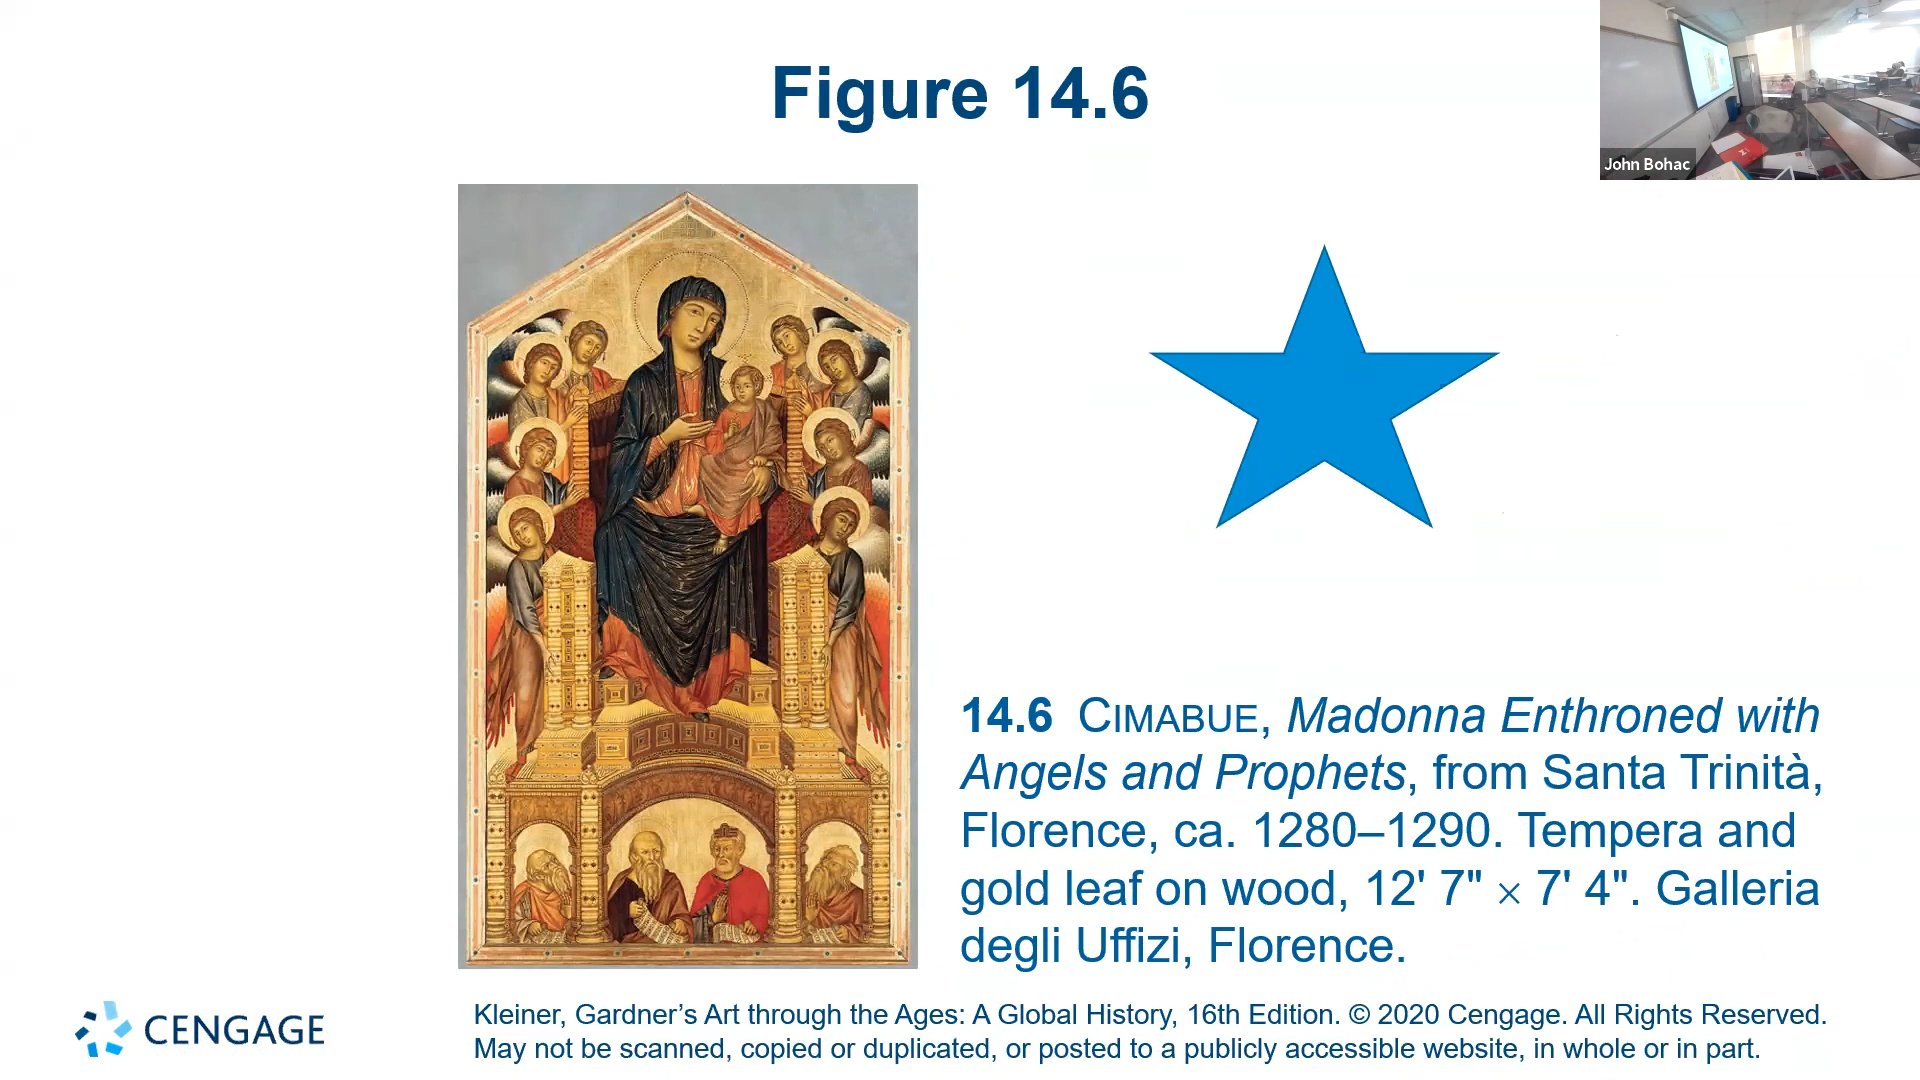 Figure 14.6
John Bohac
14.6 CIMABUE, Madonna Enthroned with
Angels and Prophets, from Santa Trinità,
Florence, ca. 1280–1290. Tempera and
gold leaf on wood, 12' 7" × 7' 4". Galleria
degli Uffizi, Florence.
CENGAGE
Kleiner, Gardner’s Art through the Ages: A Global History, 16th Edition. © 2020 Cengage. All Rights Reserved.
May not be scanned, copied or duplicated, or posted to a publicly accessible website, in whole or in part.